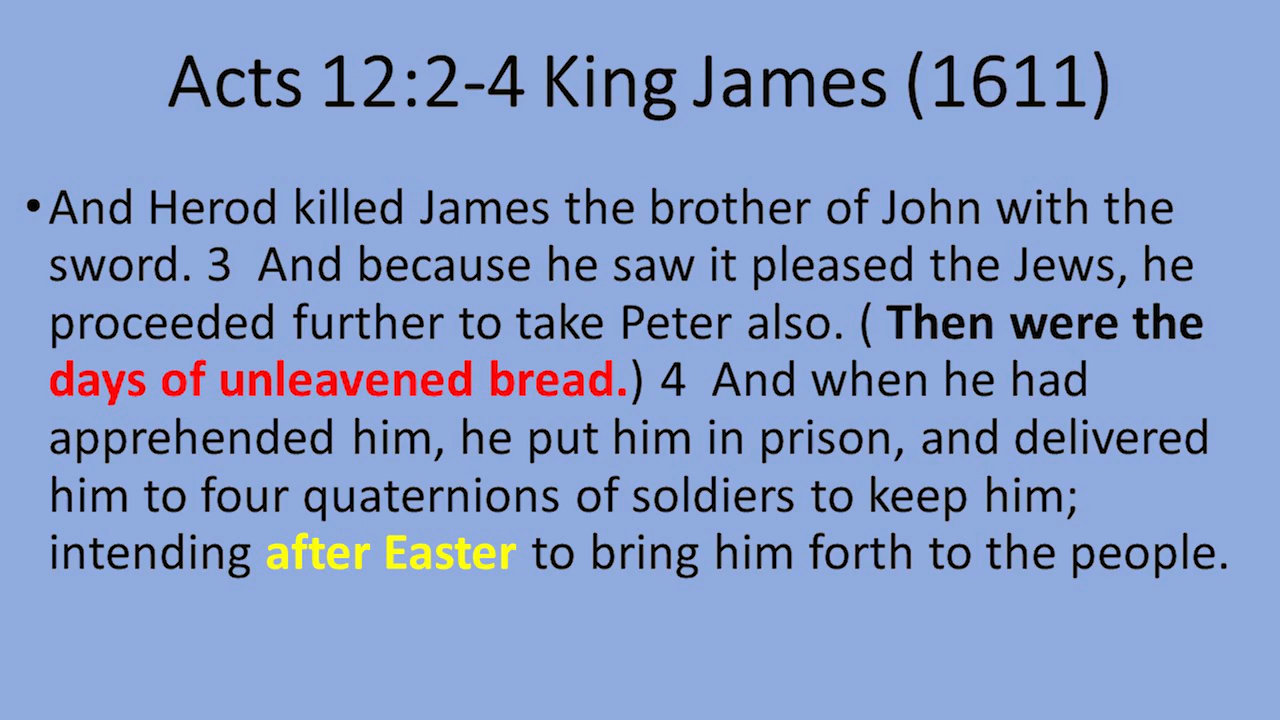 Acts 12:2-4 King James (1611)
•And Herod killed James the brother of John with the
sword. 3  And because he saw it pleased the Jews, he
proceeded further to take Peter also. ( Then were the
days of unleavened bread.) 4  And when he had
apprehended him, he put him in prison, and delivered
him to four quaternions of soldiers to keep him;
intending after Easter to bring him forth to the people.